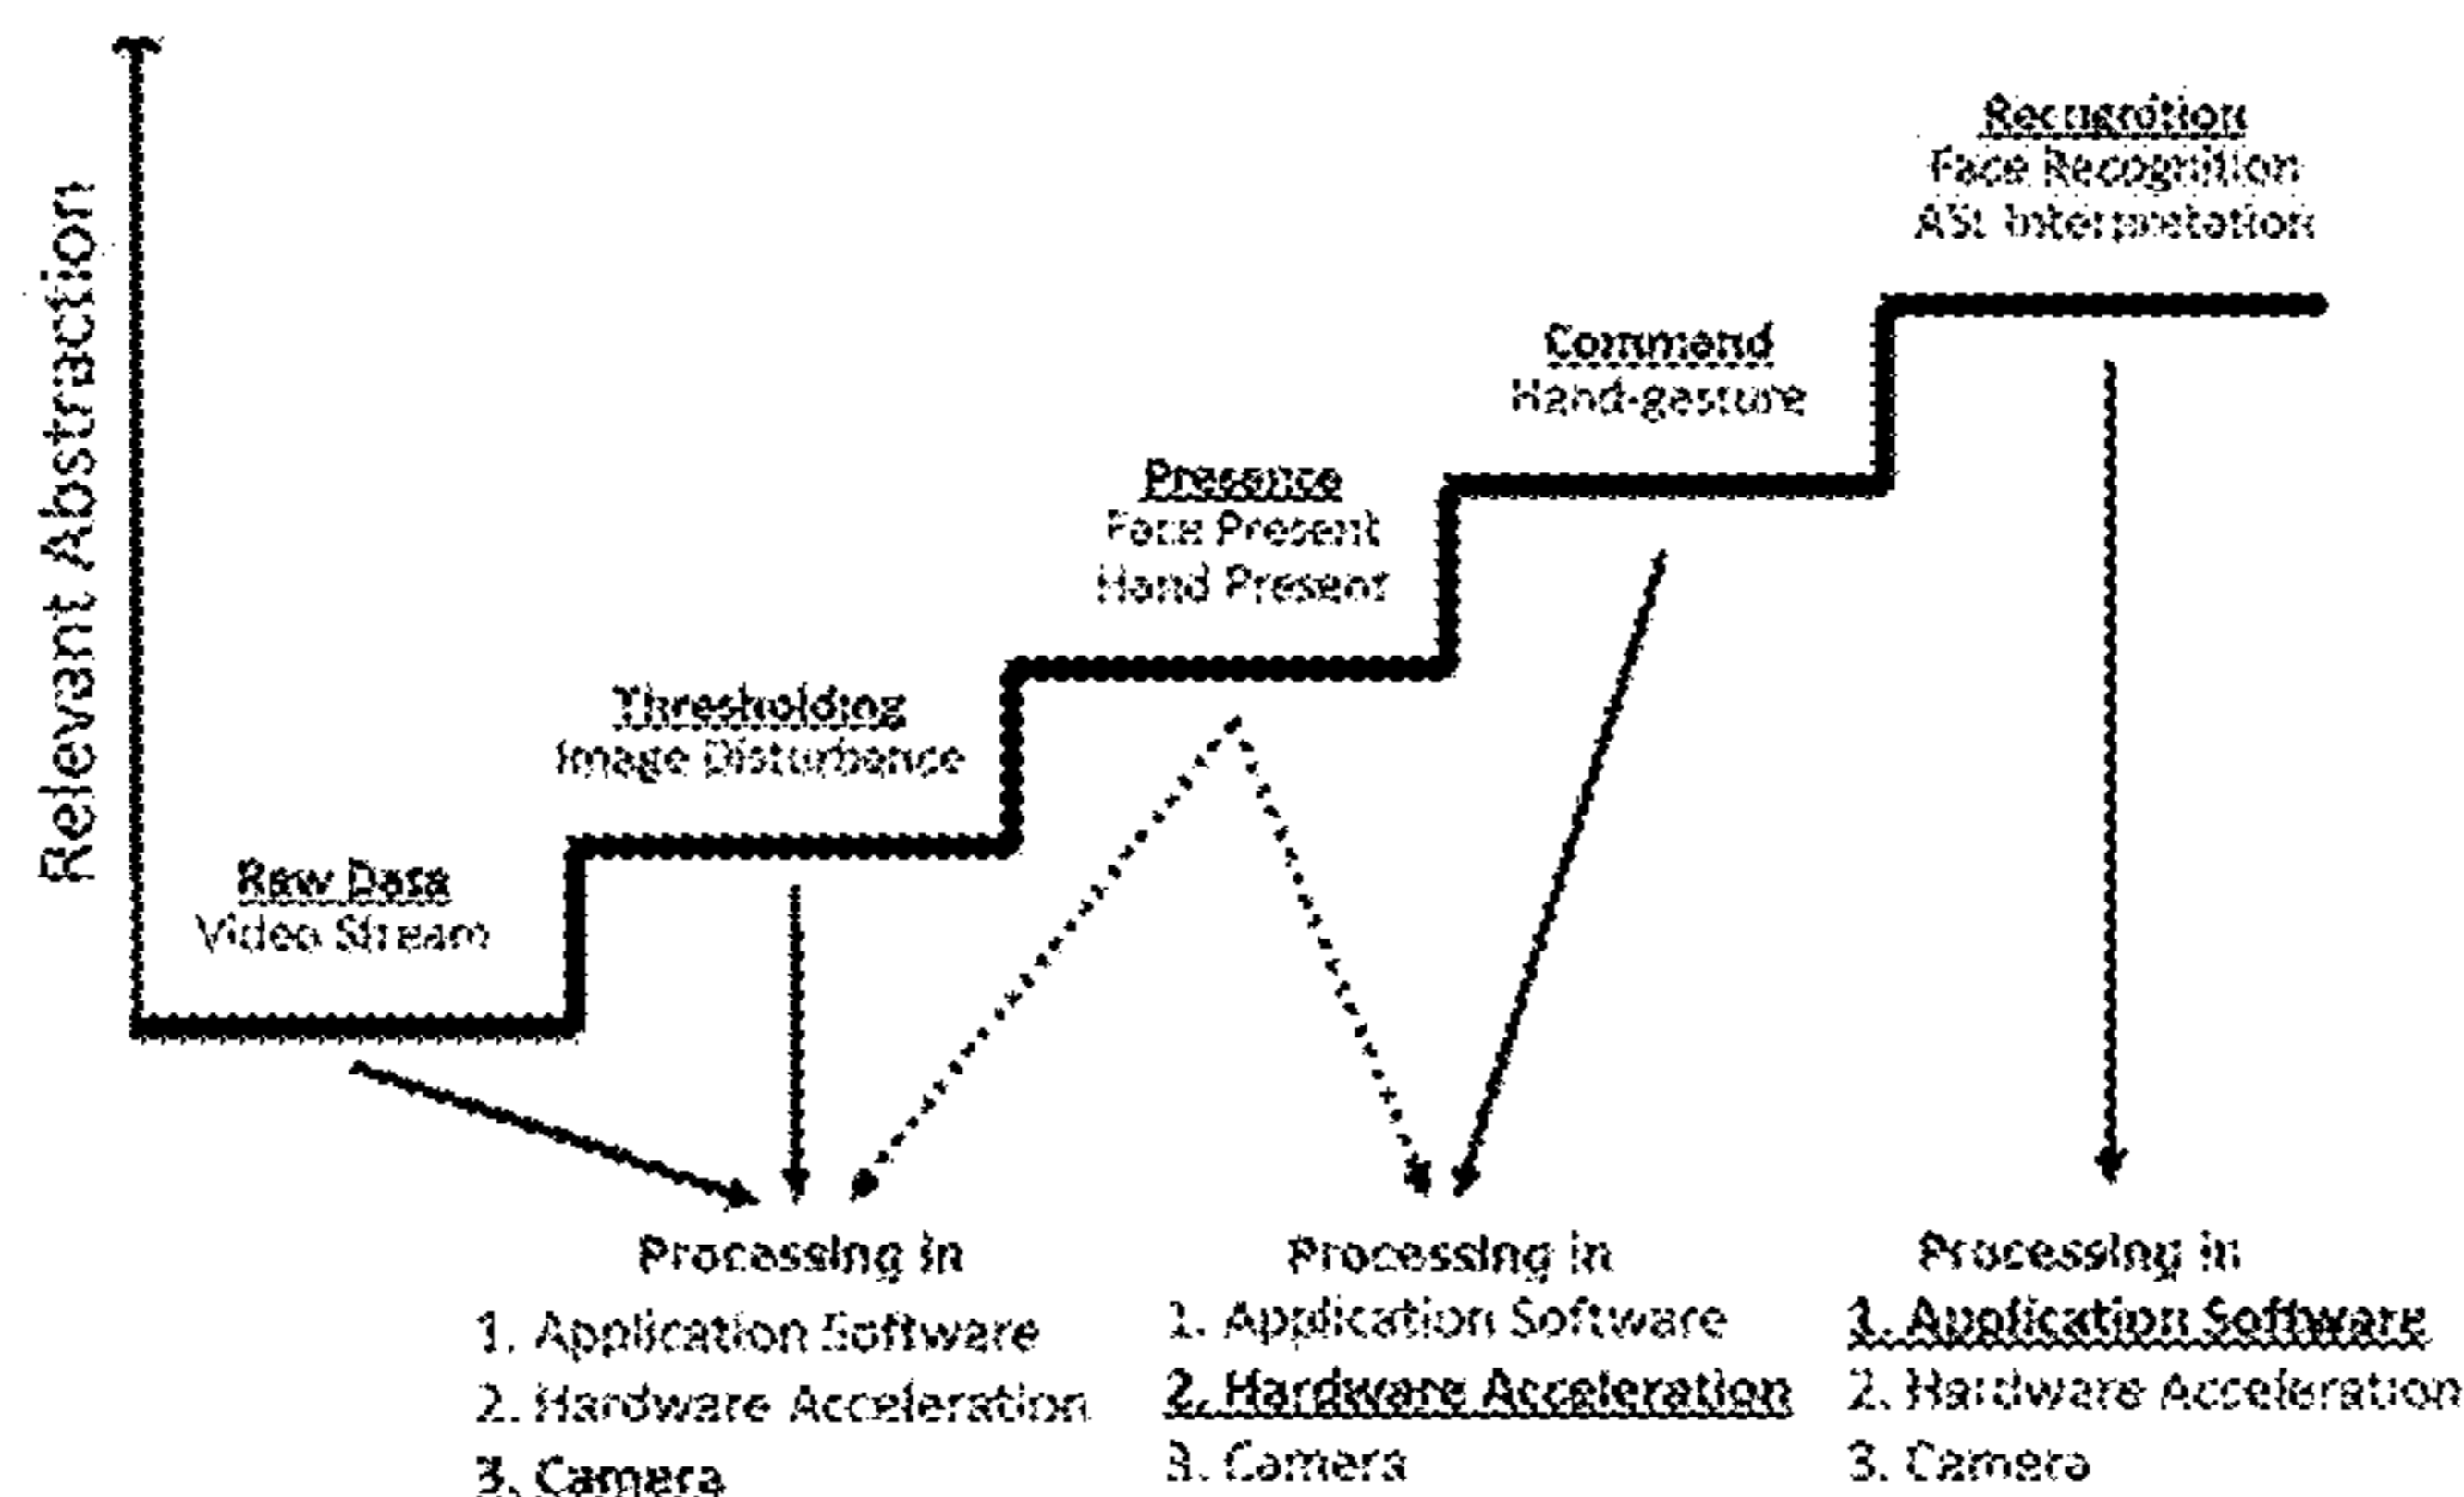 Relevant Abstraction
Recognition
Face Recognition
ASL Interpretation
Command
Hand-gesture
Presence
Face Present
Hand Present
Thresholding
Image Disturbance
Raw Data
Video Stream
Processing in
1. Application Software
2. Hardware Acceleration
3. Camera
Processing in
1. Application Software
2. Hardware Acceleration
3. Camera
Processing in
1. Application Software
2. Hardware Acceleration
3. Camera